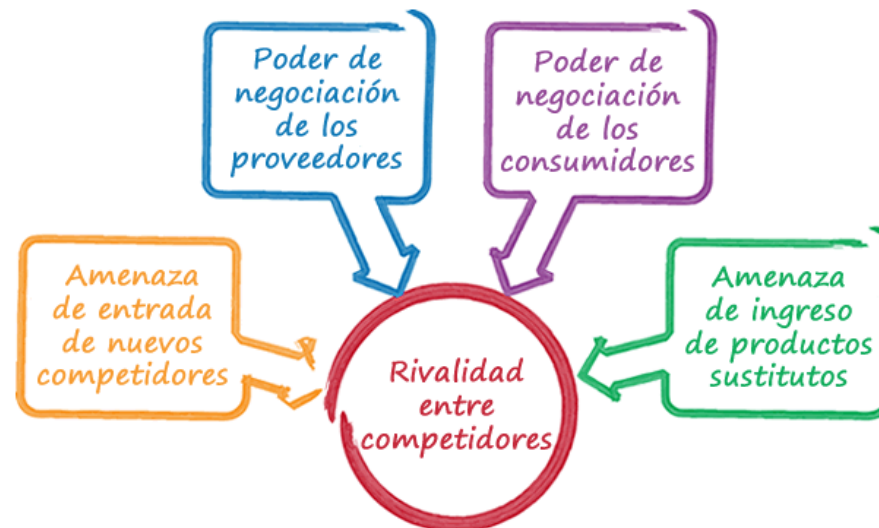 Poder de
negociación
de los
proveedores
Poder de
negociación
de los
consumidores
Amenaza
de entrada
de nuevos
competidores
Rivalidad
entre
competidores
Amenaza
de ingreso
de productos
sustitutos